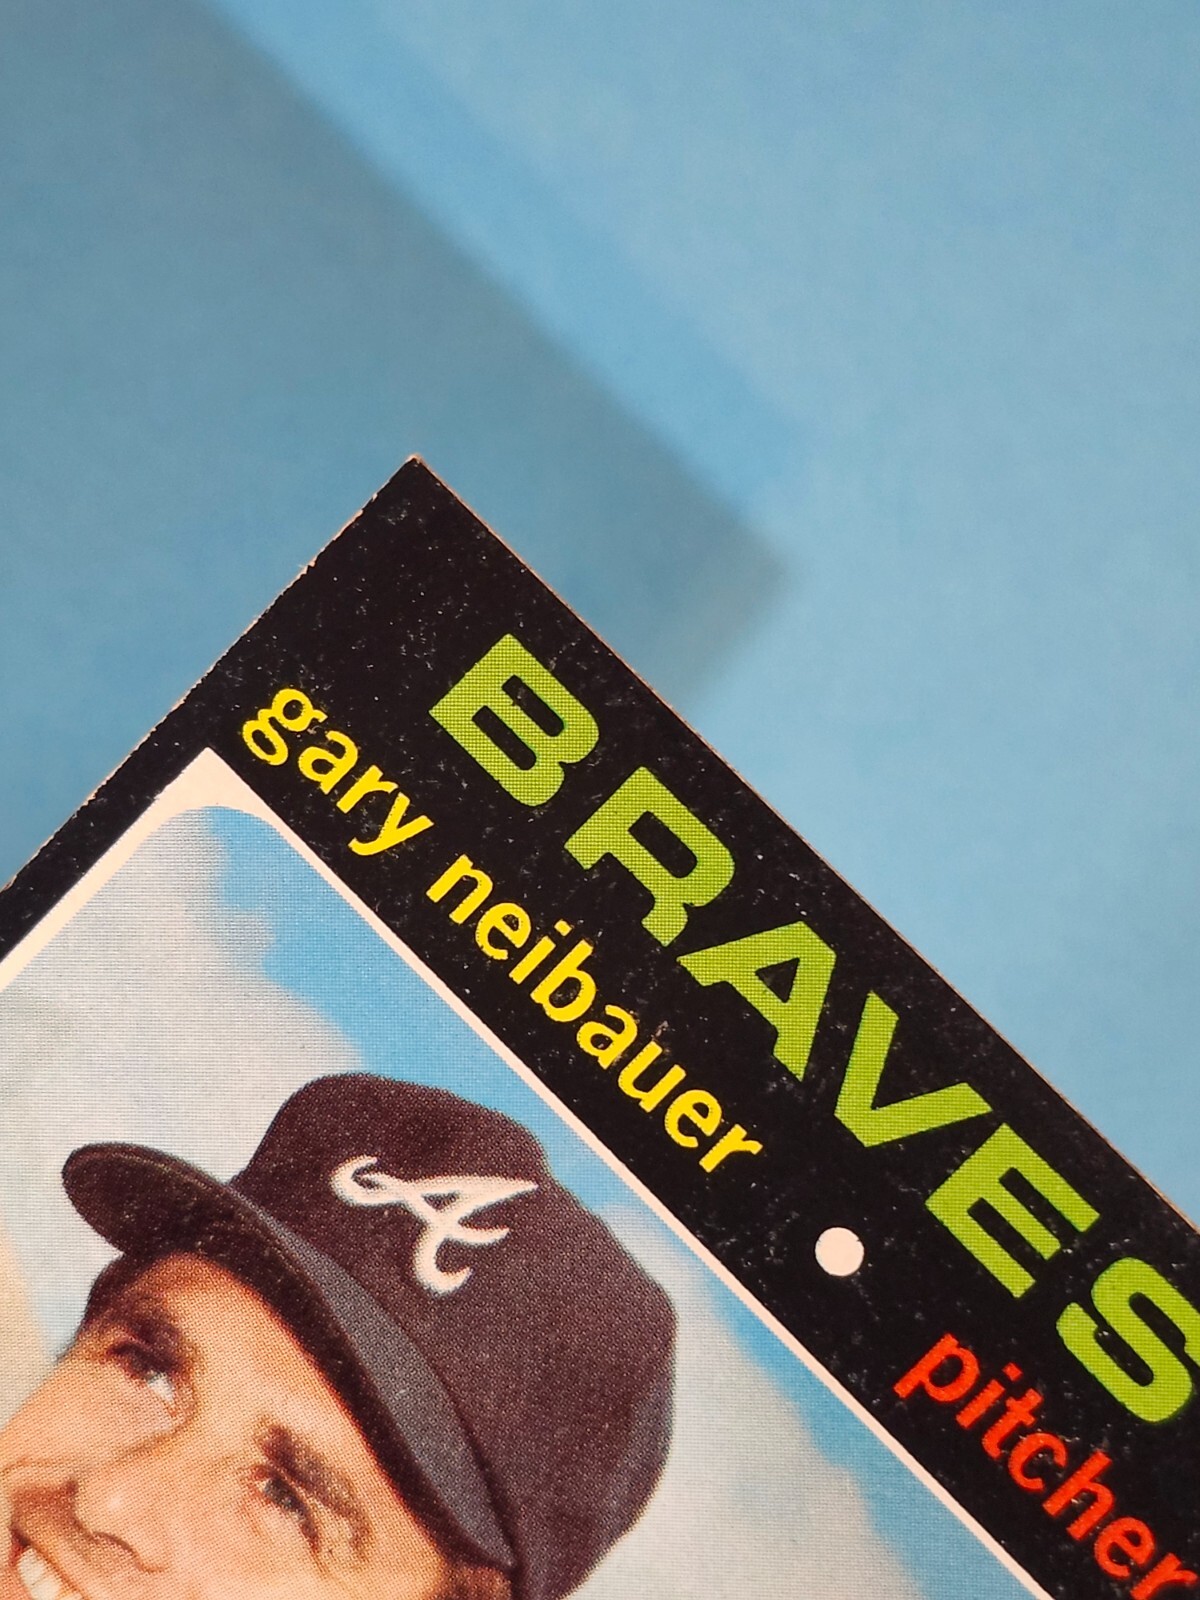 BRAVES
gary neibauer • pitcher
A